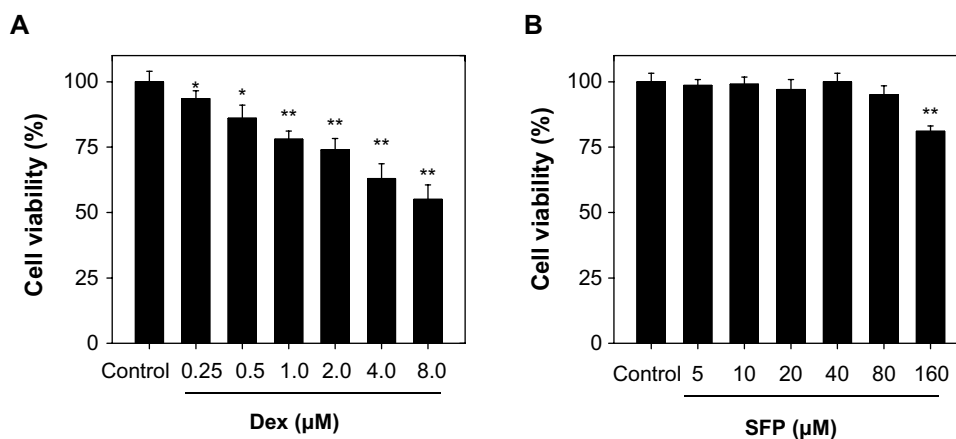 A
Cell viability (%)
100
75
50
25
0
* * ** ** ** **
Control 0.25 0.5 1.0 2.0 4.0 8.0
Dex (µM)
B
Cell viability (%)
100
75
50
25
0
**
Control 5 10 20 40 80 160
SFP (µM)